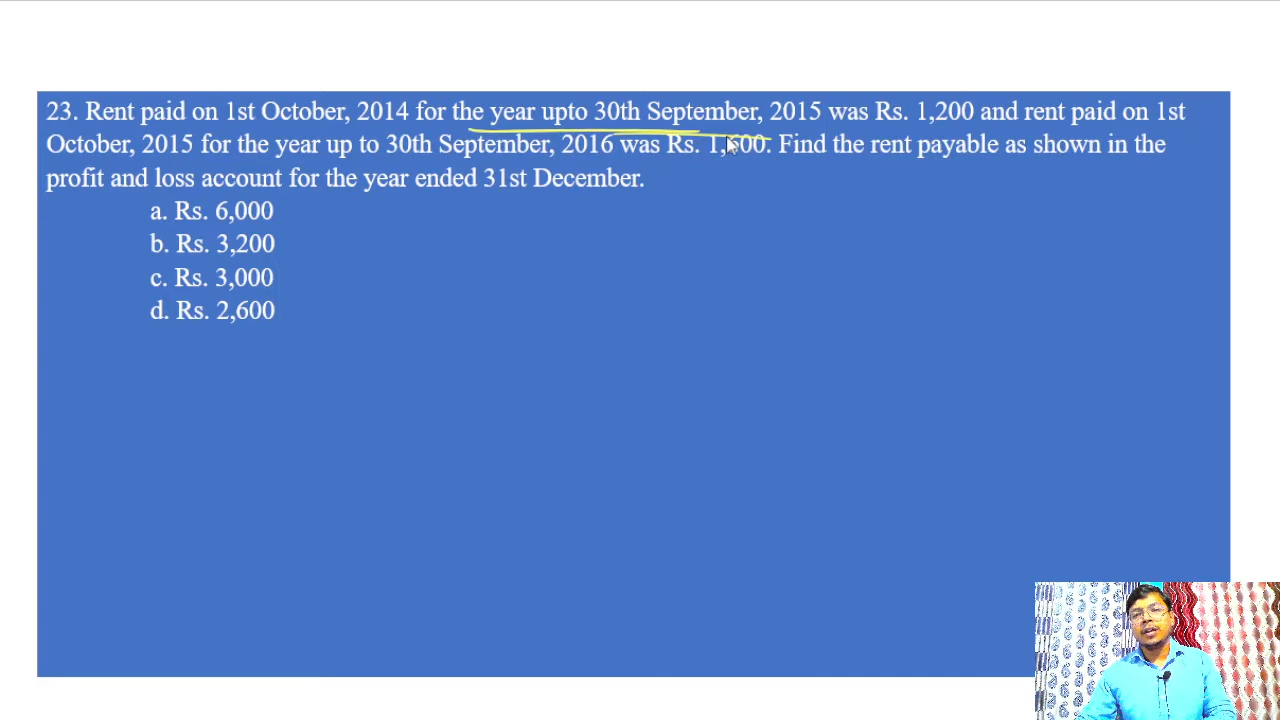 23. Rent paid on 1st October, 2014 for the year upto 30th September, 2015 was Rs. 1,200 and rent paid on 1st
October, 2015 for the year up to 30th September, 2016 was Rs. 1,600. Find the rent payable as shown in the
profit and loss account for the year ended 31st December.
a. Rs. 6,000
b. Rs. 3,200
c. Rs. 3,000
d. Rs. 2,600